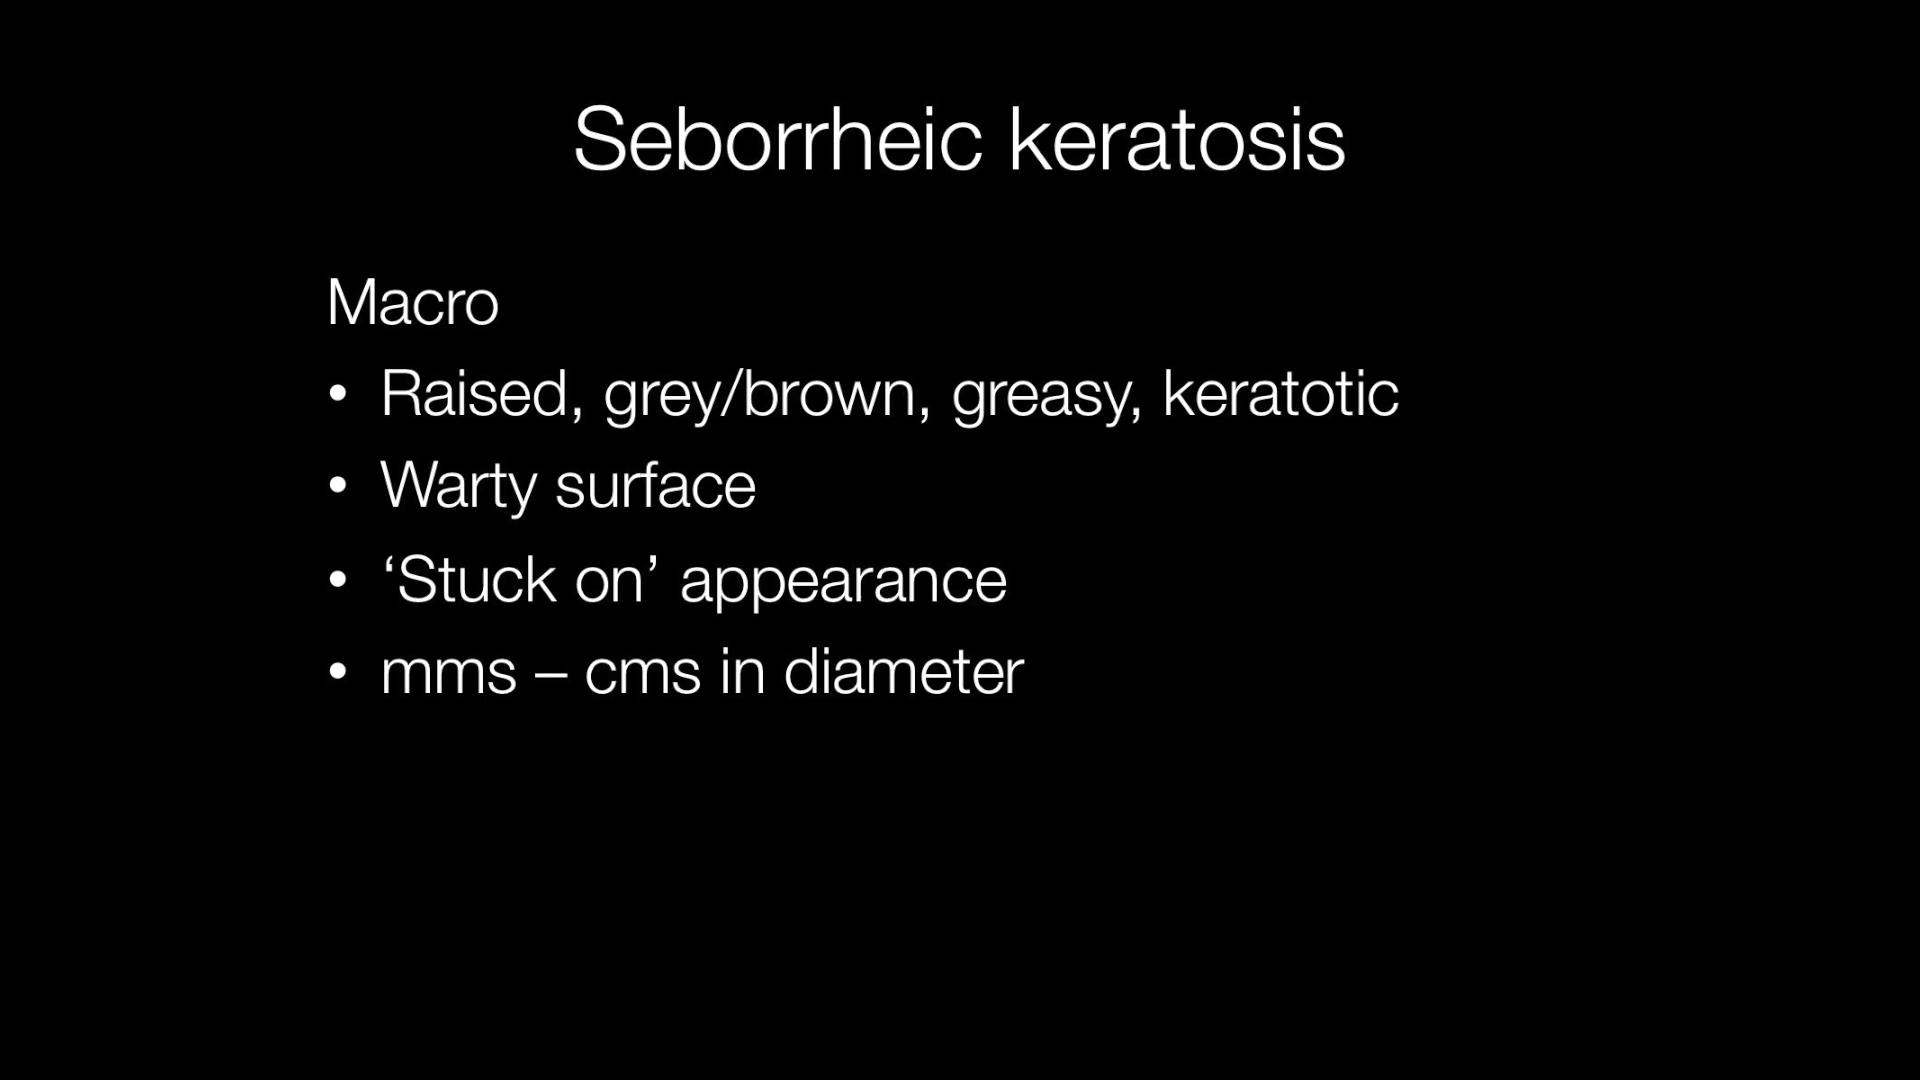 Seborrheic keratosis
Macro
• Raised, grey/brown, greasy, keratotic
• Warty surface
• ‘Stuck on’ appearance
• mms – cms in diameter